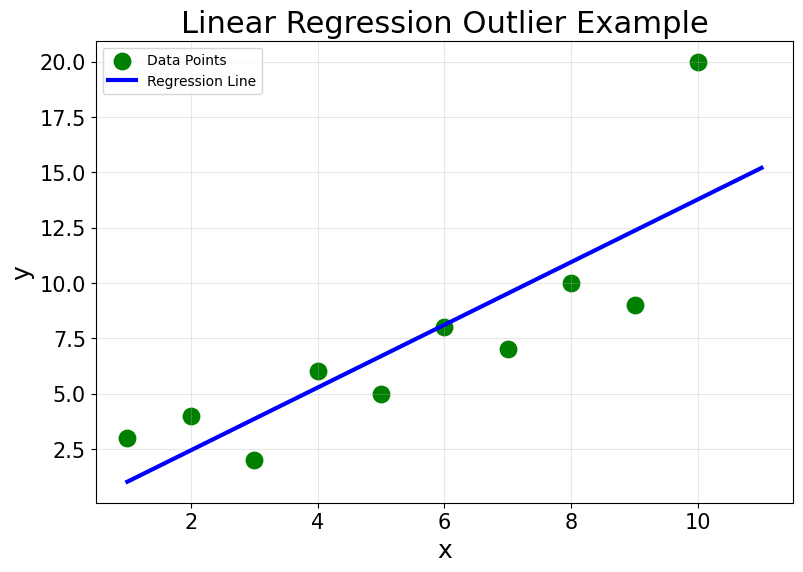 Linear Regression Outlier Example
Data Points
Regression Line
20.0
17.5
15.0
12.5
10.0
7.5
5.0
2.5
y
2 4 6 8 10
x